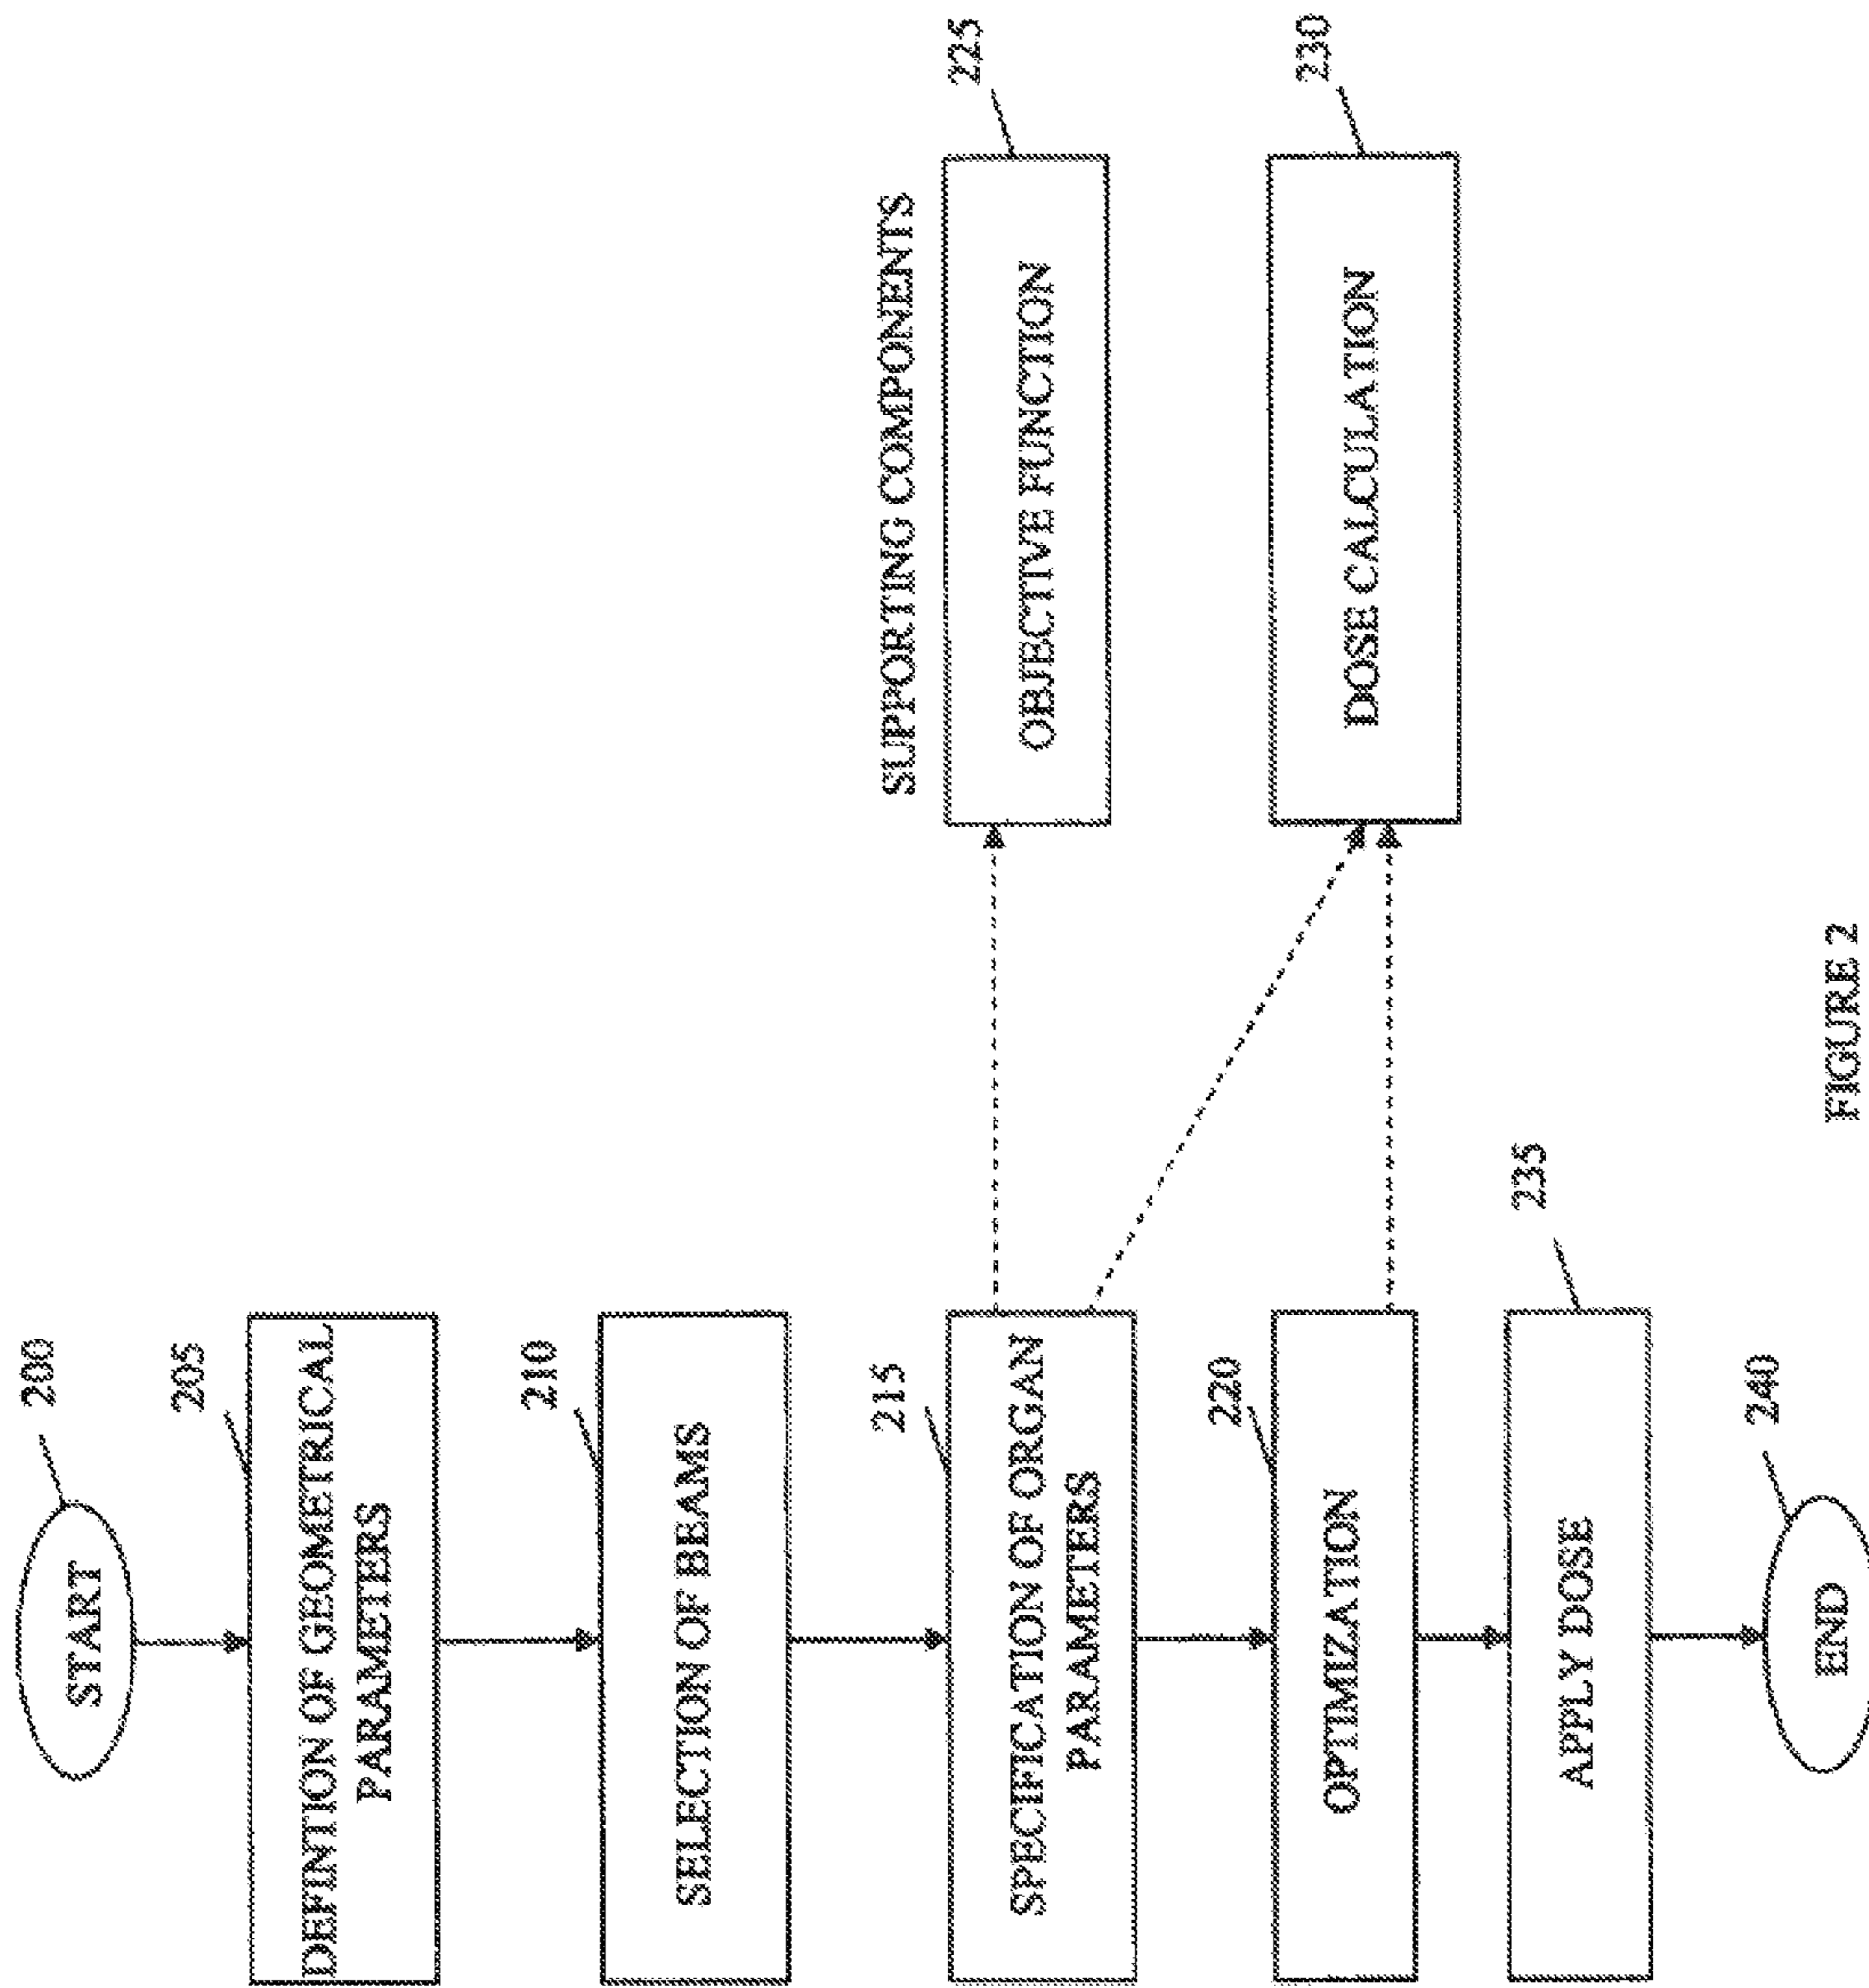 START
200
205
DEFINTION OF GEOMETRICAL
PARAMETERS
210
SELECTION OF BEAMS
215
SPECIFICATION OF ORGAN
PARAMETERS
220
OPTIMIZATION
235
APPLY DOSE
240
END
SUPPORTING COMPONENTS
225
OBJECTIVE FUNCTION
230
DOSE CALCULATION
FIGURE 2